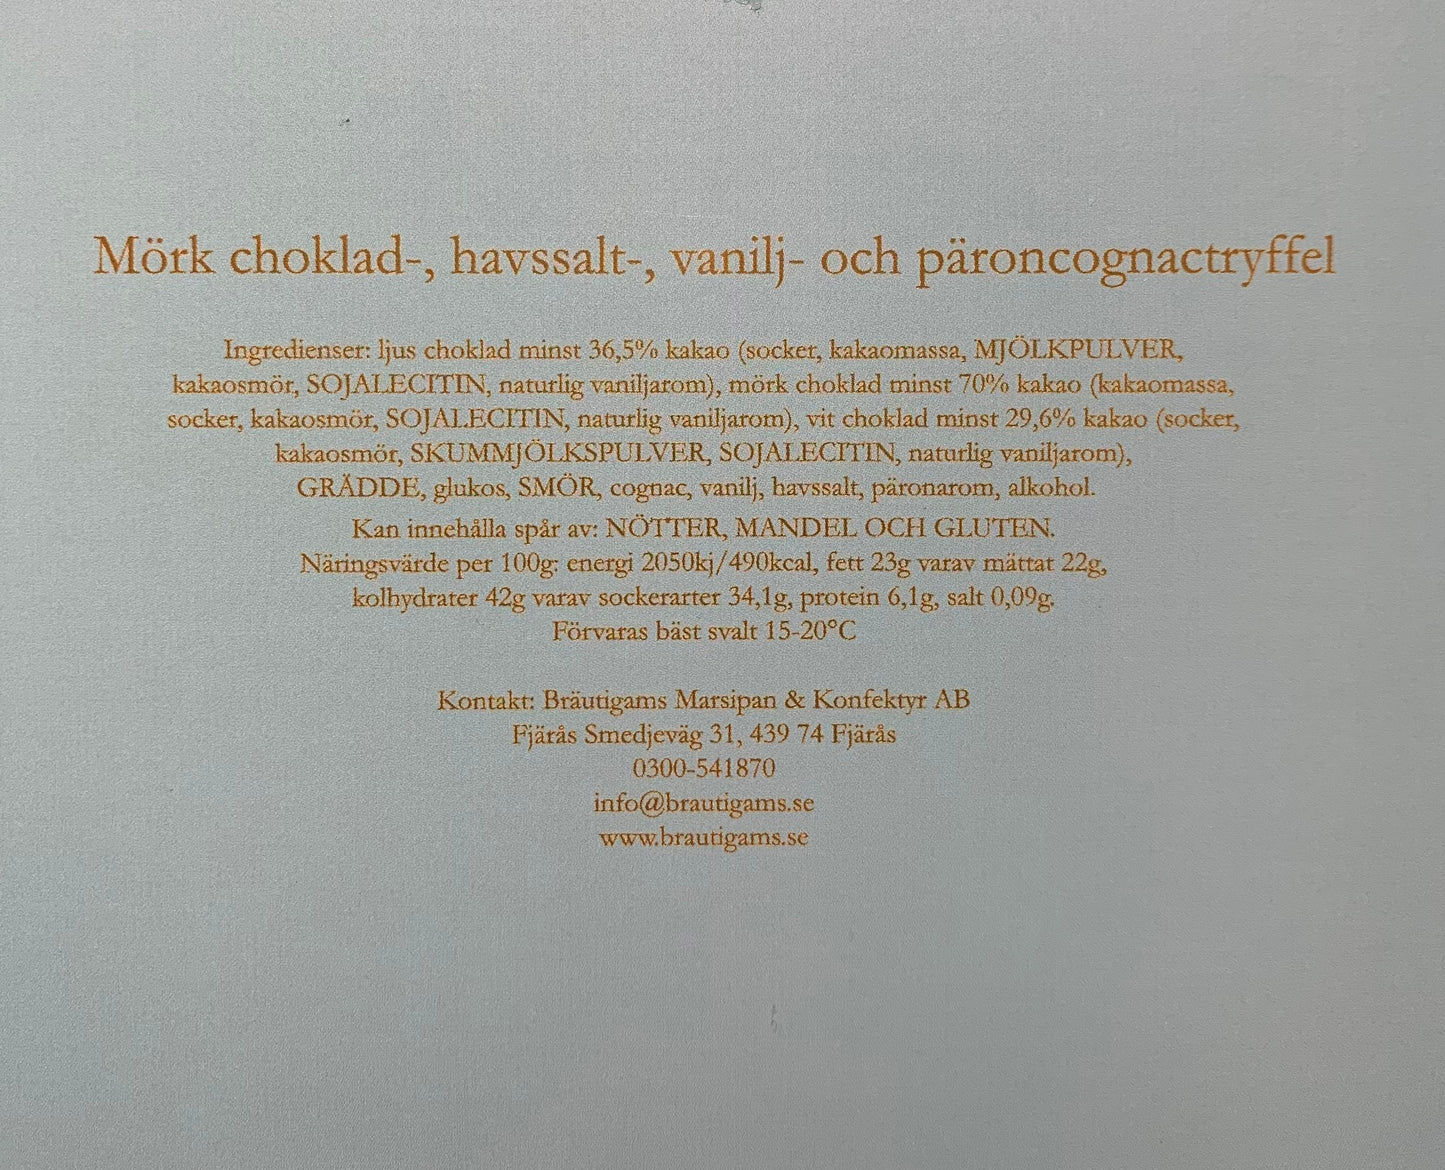 Mörk choklad-, havssalt-, vanilj- och päroncognactryffel
Ingredienser: ljus choklad minst 36,5% kakao (socker, kakaomassa, MJÖLKPULVER,
kakaosmör, SOJALECITIN, naturlig vaniljarom), mörk choklad minst 70% kakao (kakaomassa,
socker, kakaosmör, SOJALECITIN, naturlig vaniljarom), vit choklad minst 29,6% kakao (socker,
kakaosmör, SKUMMJÖLKSPULVER, SOJALECITIN, naturlig vaniljarom),
GRÄDDE, glukos, SMÖR, cognac, vanilj, havssalt, päronarom, alkohol.
Kan innehålla spår av: NÖTTER, MANDEL OCH GLUTEN.
Näringsvärde per 100g: energi 2050kj/490kcal, fett 23g varav mättat 22g,
kolhydrater 42g varav sockerarter 34,1g, protein 6,1g, salt 0,09g.
Förvaras bäst svalt 15-20°C
Kontakt: Bräutigams Marsipan & Konfektyr AB
Fjärås Smedjeväg 31, 439 74 Fjärås
0300-541870
info@brautigams.se
www.brautigams.se